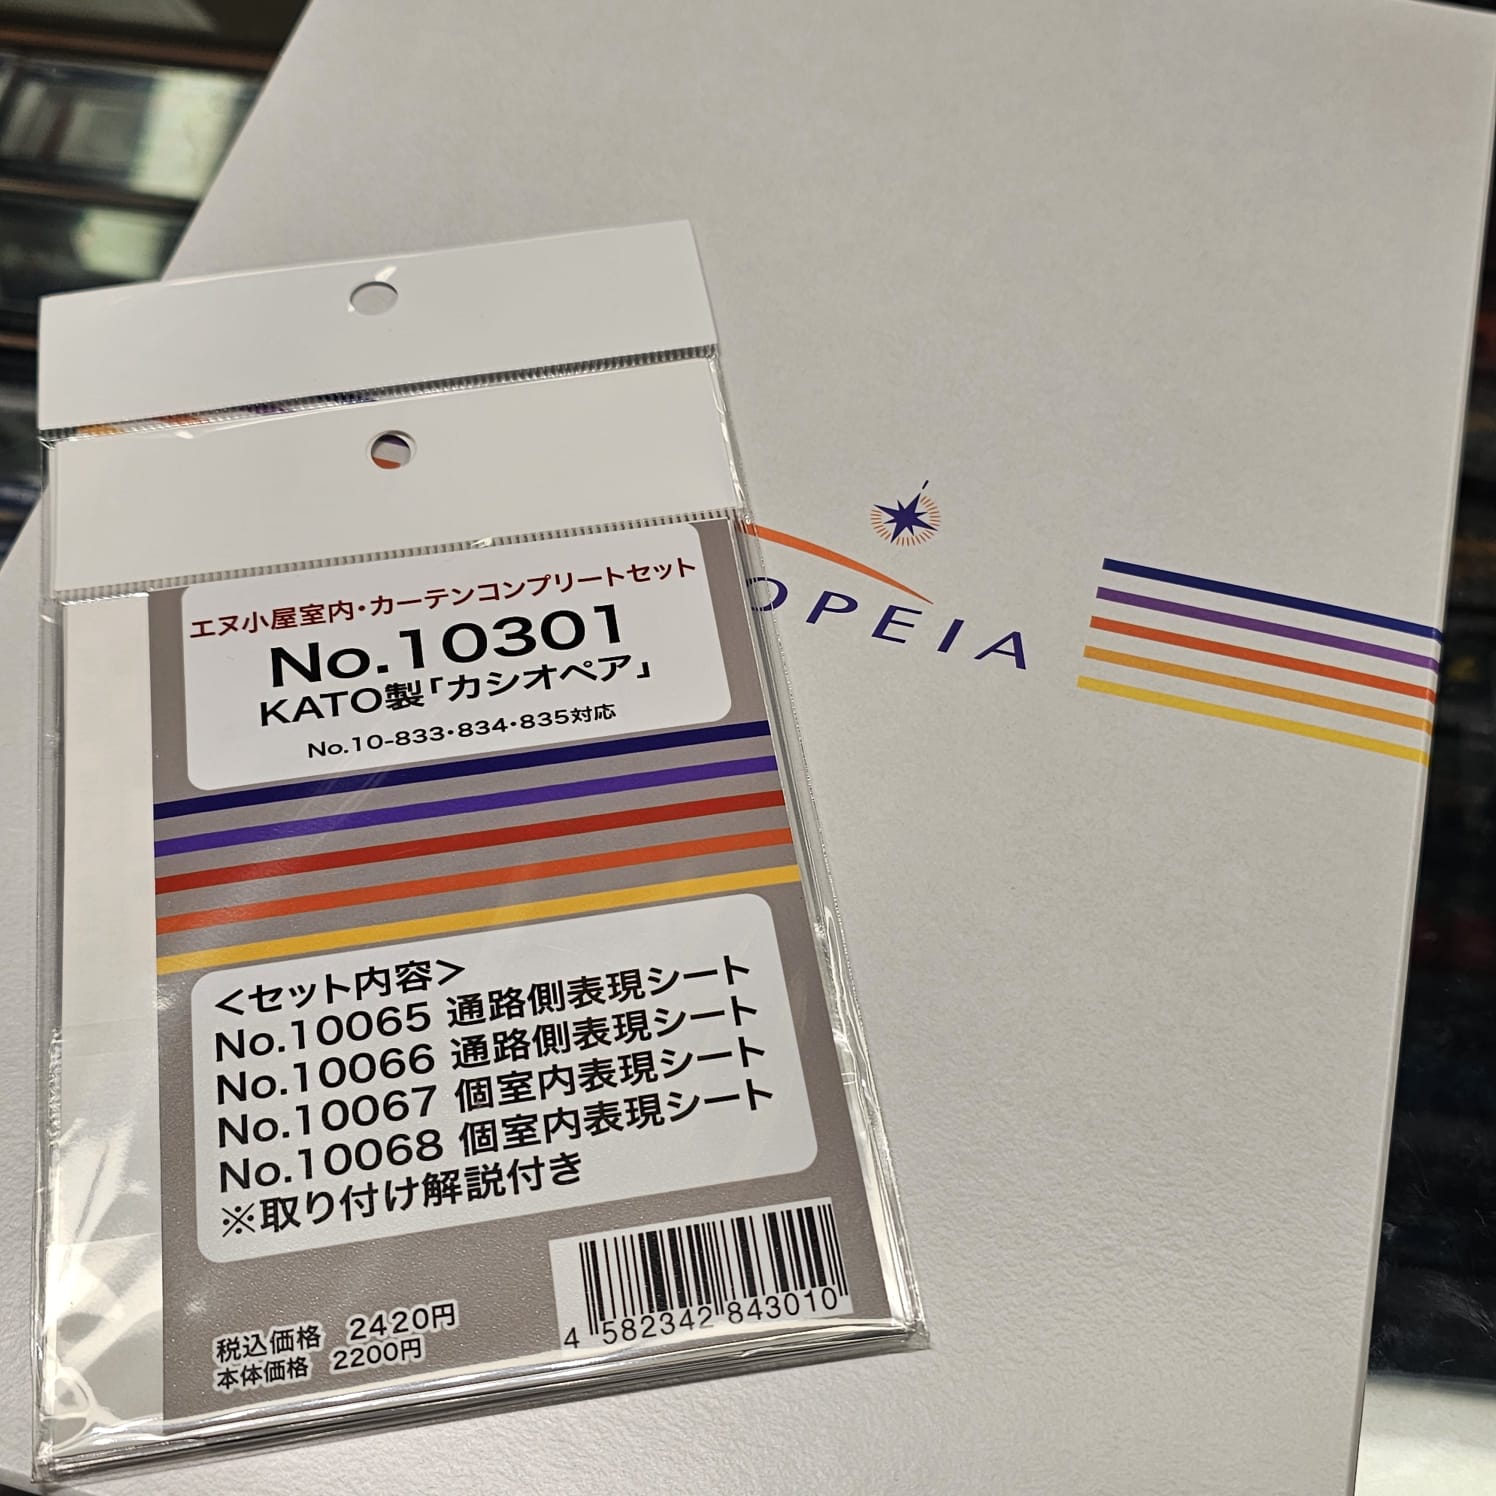 エヌ小屋室内・カーテンコンプリートセット
No.10301
KATO製「カシオペア」
No.10-833・834・835対応
<セット内容>
No.10065 通路側表現シート
No.10066 通路側表現シート
No.10067 個室内表現シート
No.10068 個室内表現シート
※取り付け解説付き
税込価格 2420円
本体価格 2200円
4 582342 843010
OPEIA